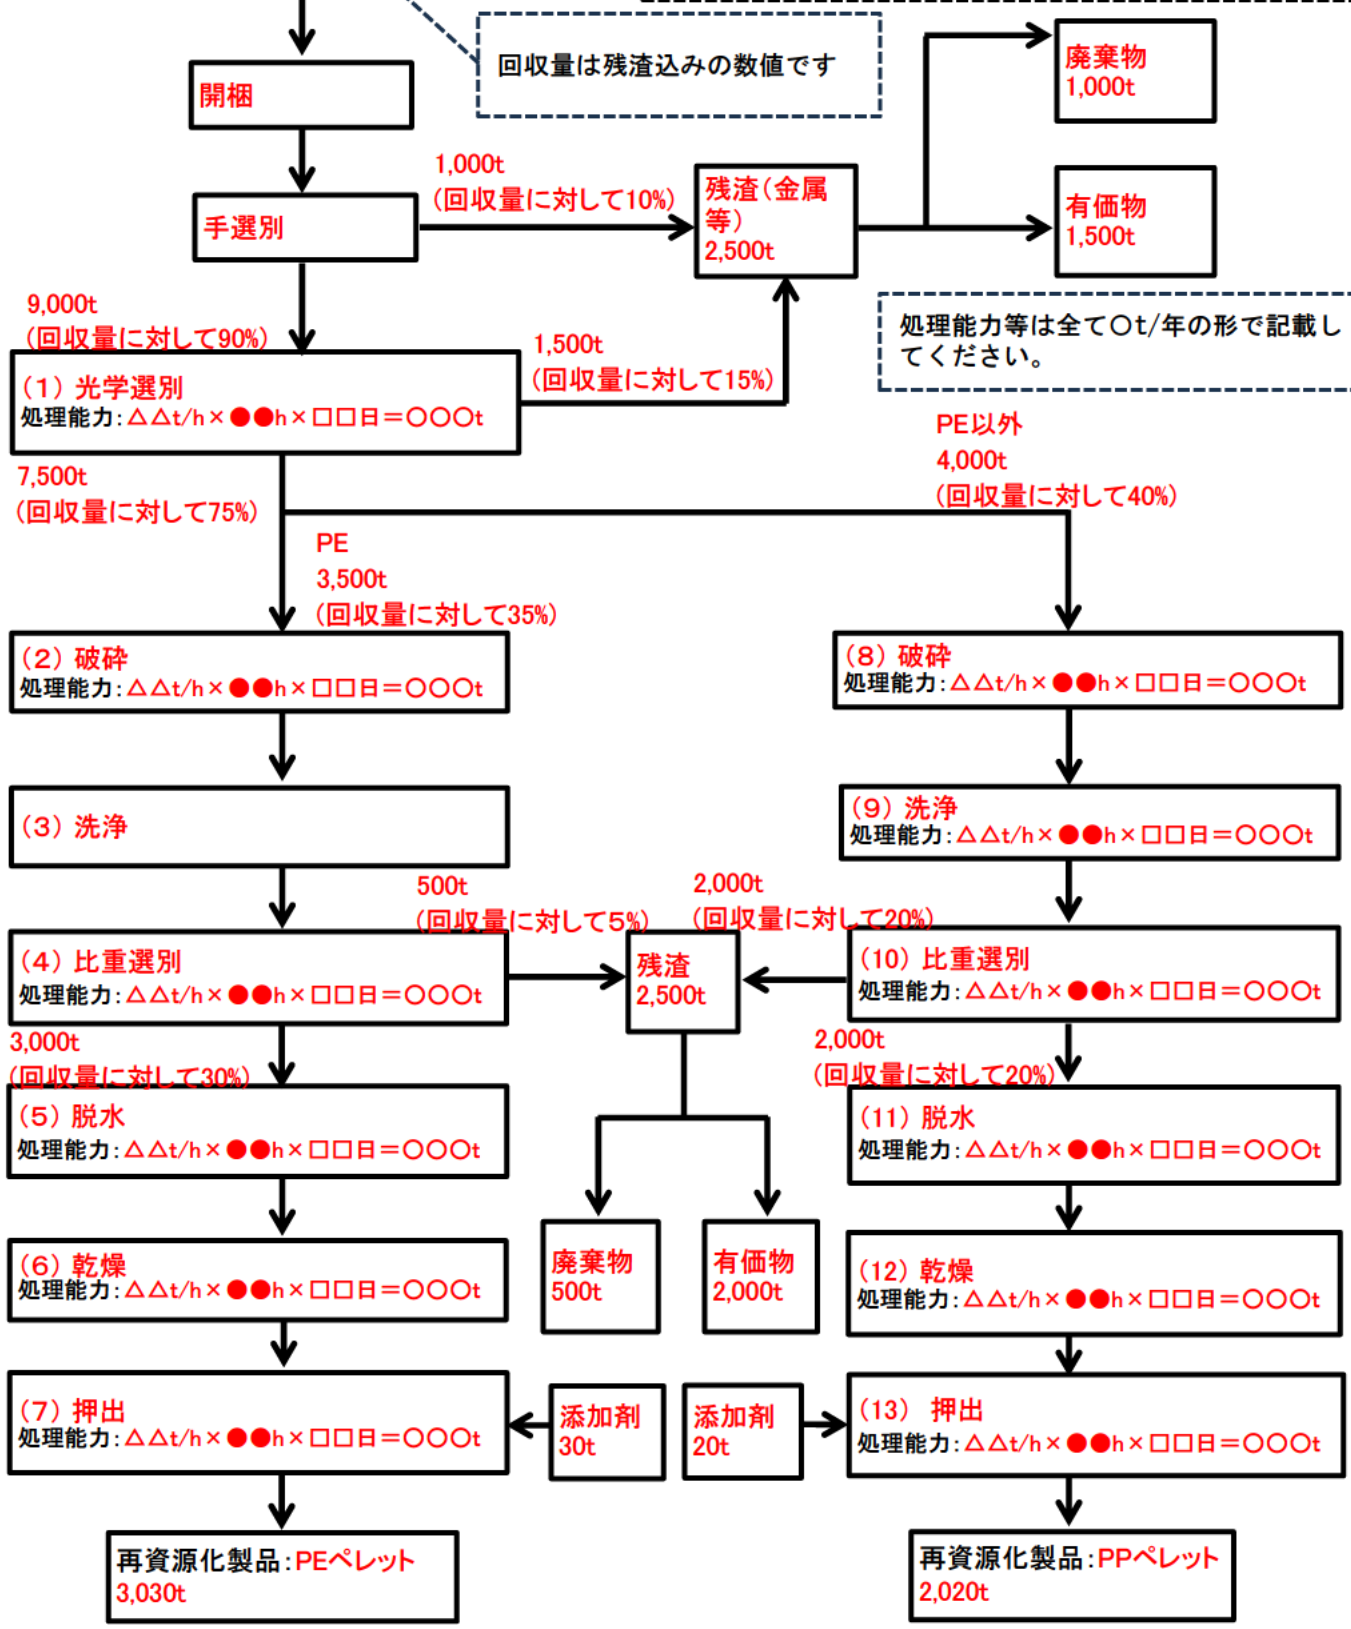 回収量は残渣込みの数値です
廃棄物
1,000t
開梱
1,000t
(回収量に対して10%)
残渣(金属
等)
2,500t
有価物
1,500t
手選別
9,000t
(回収量に対して90%)
1,500t
(回収量に対して15%)
処理能力等は全て〇t/年の形で記載し
てください。
(1) 光学選別
処理能力:△△t/h×●●h×□□日=〇〇〇t
7,500t
(回収量に対して75%)
PE以外
4,000t
(回収量に対して40%)
PE
3,500t
(回収量に対して35%)
(2) 破砕
処理能力:△△t/h×●●h×□□日=〇〇〇t
(8) 破砕
処理能力:△△t/h×●●h×□□日=〇〇〇t
(3) 洗浄
(9) 洗浄
処理能力:△△t/h×●●h×□□日=〇〇〇t
500t
(回収量に対して5%)
2,000t
(回収量に対して20%)
(4) 比重選別
処理能力:△△t/h×●●h×□□日=〇〇〇t
残渣
2,500t
(10) 比重選別
処理能力:△△t/h×●●h×□□日=〇〇〇t
3,000t
(回収量に対して30%)
2,000t
(回収量に対して20%)
(5) 脱水
処理能力:△△t/h×●●h×□□日=〇〇〇t
(11) 脱水
処理能力:△△t/h×●●h×□□日=〇〇〇t
(6) 乾燥
処理能力:△△t/h×●●h×□□日=〇〇〇t
廃棄物
500t
有価物
2,000t
(12) 乾燥
処理能力:△△t/h×●●h×□□日=〇〇〇t
(7) 押出
処理能力:△△t/h×●●h×□□日=〇〇〇t
添加剤
30t
添加剤
20t
(13) 押出
処理能力:△△t/h×●●h×□□日=〇〇〇t
再資源化製品:PEペレット
3,030t
再資源化製品:PPペレット
2,020t